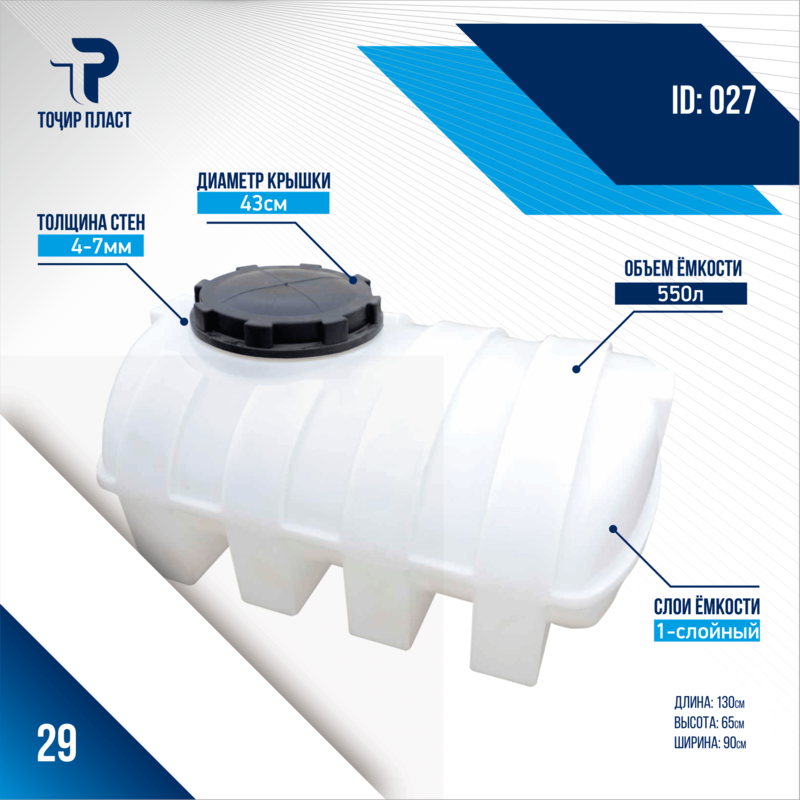 ТОҶИР ПЛАСТ
ID: 027
ДИАМЕТР КРЫШКИ
43см
ТОЛЩИНА СТЕН
4-7мм
ОБЪЕМ ЁМКОСТИ
550л
СЛОИ ЁМКОСТИ
1-слойный
ДЛИНА: 130см
ВЫСОТА: 65см
ШИРИНА: 90см
29